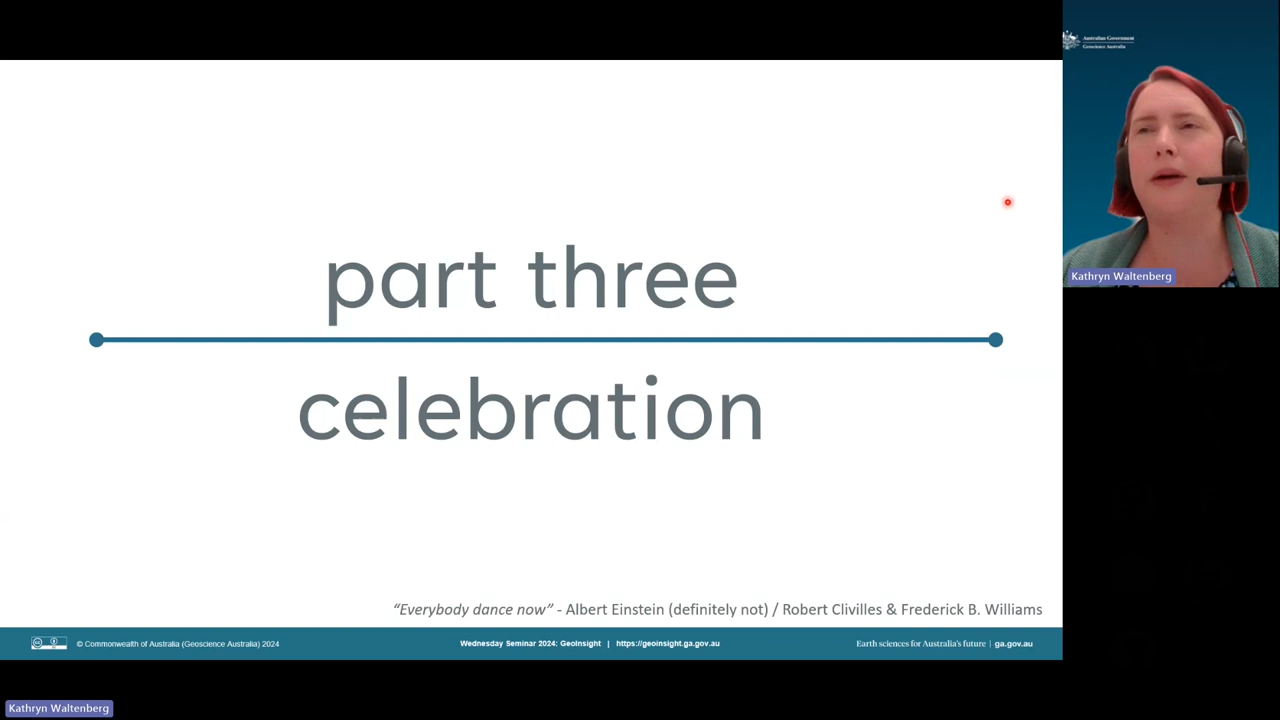 Australian Government
Geoscience Australia
Kathryn Waltenberg
part three
celebration
“Everybody dance now” - Albert Einstein (definitely not) / Robert Clivilles & Frederick B. Williams
© Commonwealth of Australia (Geoscience Australia) 2024
Wednesday Seminar 2024: GeoInsight | https://geoinsight.ga.gov.au
Earth sciences for Australia's future | ga.gov.au
Kathryn Waltenberg